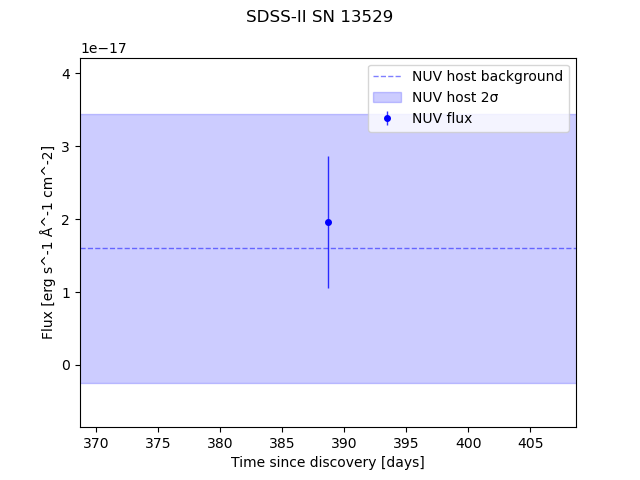 SDSS-II SN 13529
1e−17
NUV host background
NUV host 2σ
NUV flux
4
3
2
1
0
Flux [erg s^-1 Å^-1 cm^-2]
370 375 380 385 390 395 400 405
Time since discovery [days]